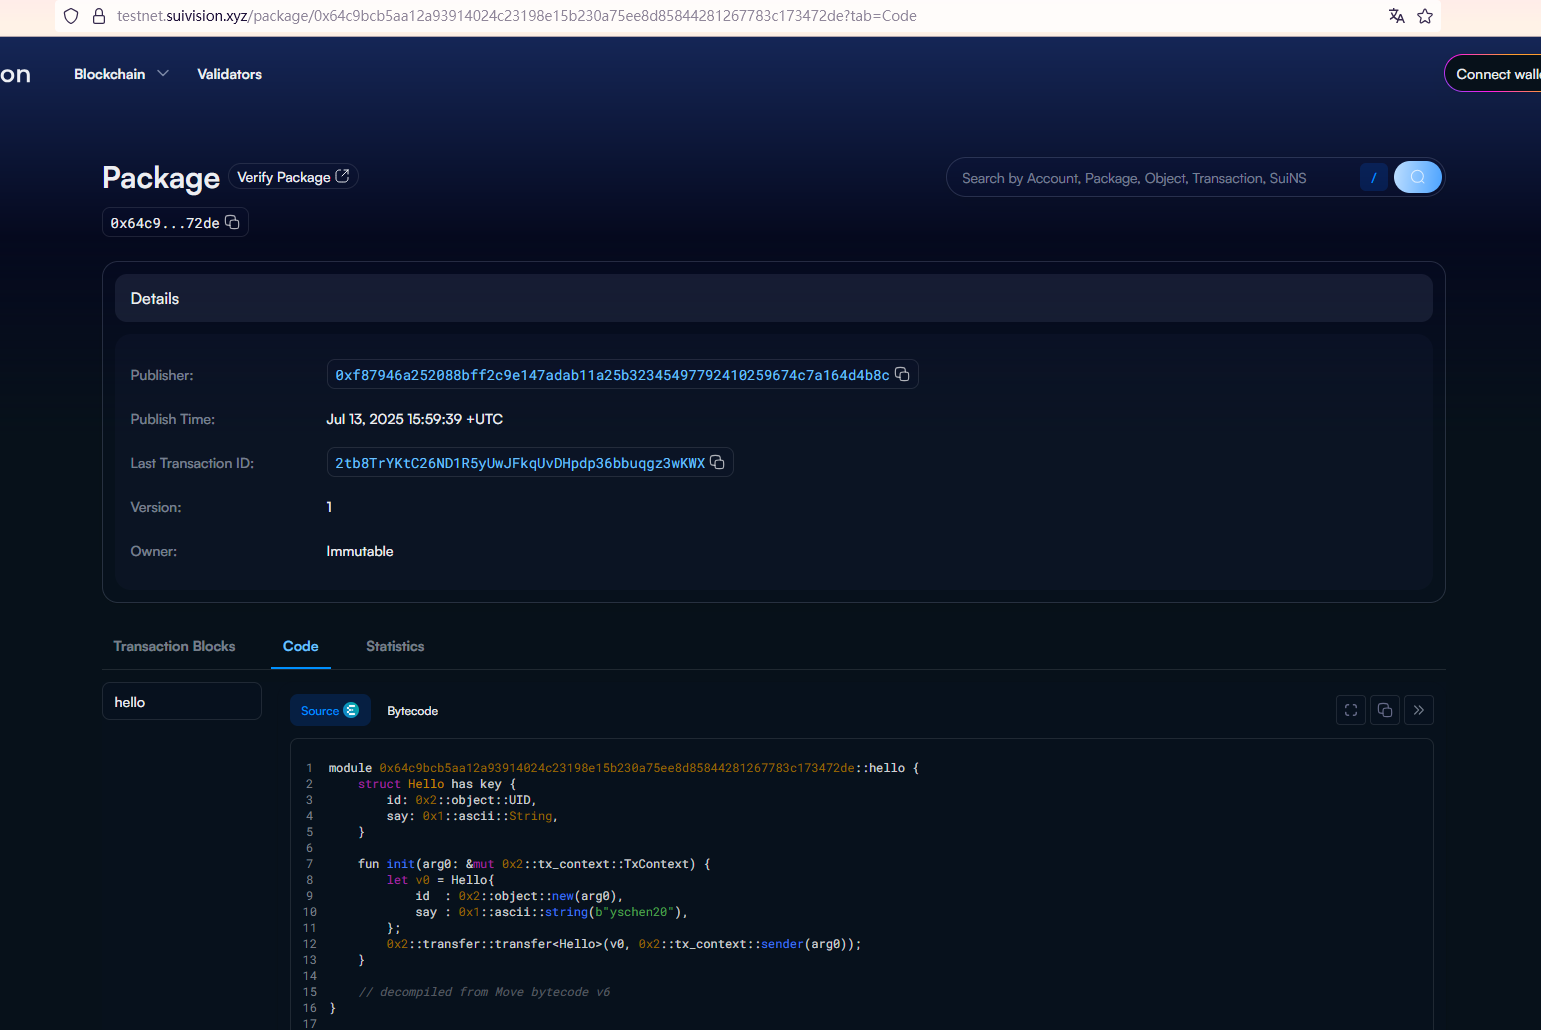 testnet.suivision.xyz/package/0x64c9bcb5aa12a93914024c23198e15b230a75ee8d85844281267783c173472de?tab=Code
on Blockchain Validators Connect walle
Package Verify Package
Search by Account, Package, Object, Transaction, SuiNS /
0x64c9...72de
Details
Publisher: 0xf87946a252088bff2c9e147adab11a25b32345497792410259674c7a164d4b8c
Publish Time: Jul 13, 2025 15:59:39 +UTC
Last Transaction ID: 2tb8TrYKtC26ND1R5yUwJFkqUvDHpdp36bbuqgz3wKWX
Version: 1
Owner: Immutable
Transaction Blocks Code Statistics
hello
Source Bytecode
1 module 0x64c9bcb5aa12a93914024c23198e15b230a75ee8d85844281267783c173472de::hello {
2     struct Hello has key {
3         id: 0x2::object::UID,
4         say: 0x1::ascii::String,
5     }
6
7     fun init(arg0: &mut 0x2::tx_context::TxContext) {
8         let v0 = Hello{
9             id  : 0x2::object::new(arg0),
10             say : 0x1::ascii::string(b"yschen20"),
11         };
12         0x2::transfer::transfer<Hello>(v0, 0x2::tx_context::sender(arg0));
13     }
14
15     // decompiled from Move bytecode v6
16 }
17